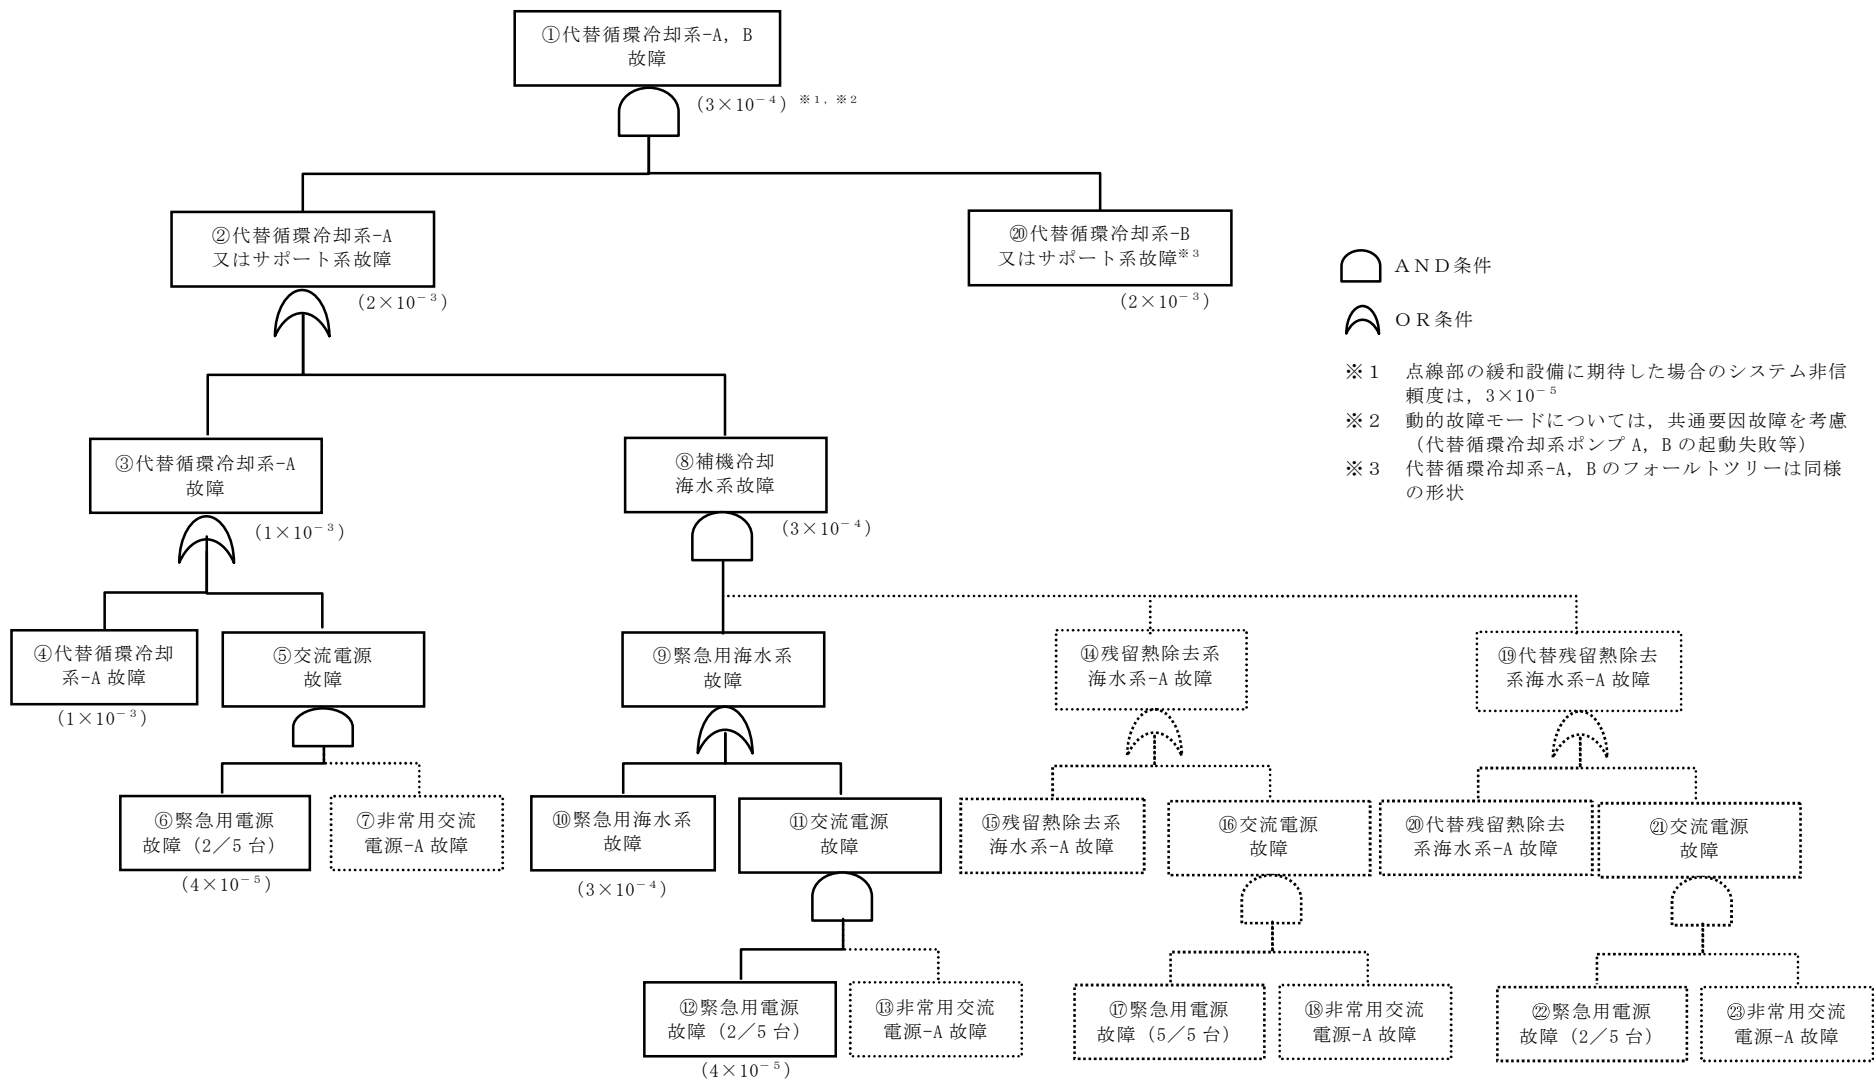 ①代替循環冷却系-A，B
故障
(3×10⁻⁴) ※1，※2
②代替循環冷却系-A
又はサポート系故障
(2×10⁻³)
⑳代替循環冷却系-B
又はサポート系故障※3
(2×10⁻³)
ＡＮＤ条件
ＯＲ条件
※１　点線部の緩和設備に期待した場合のシステム非信
頼度は，3×10⁻⁵
※２　動的故障モードについては，共通要因故障を考慮
（代替循環冷却系ポンプ A，B の起動失敗等）
※３　代替循環冷却系-A，B のフォールトツリーは同様
の形状
③代替循環冷却系-A
故障
(1×10⁻³)
⑧補機冷却
海水系故障
(3×10⁻⁴)
④代替循環冷却
系-A 故障
(1×10⁻³)
⑤交流電源
故障
⑨緊急用海水系
故障
⑭残留熱除去系
海水系-A 故障
⑲代替残留熱除去
系海水系-A 故障
⑥緊急用電源
故障（2／5 台）
(4×10⁻⁵)
⑦非常用交流
電源-A 故障
⑩緊急用海水系
故障
(3×10⁻⁴)
⑪交流電源
故障
⑮残留熱除去系
海水系-A 故障
⑯交流電源
故障
⑳代替残留熱除去
系海水系-A 故障
㉑交流電源
故障
⑫緊急用電源
故障（2／5 台）
(4×10⁻⁵)
⑬非常用交流
電源-A 故障
⑰緊急用電源
故障（5／5 台）
⑱非常用交流
電源-A 故障
㉒緊急用電源
故障（2／5 台）
㉓非常用交流
電源-A 故障